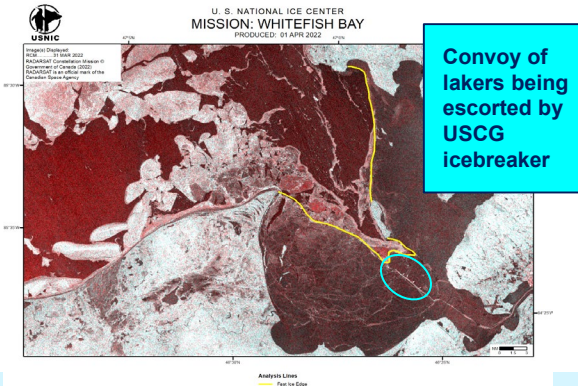 U. S. NATIONAL ICE CENTER
MISSION: WHITEFISH BAY
PRODUCED: 01 APR 2022
USNIC
Image(s) Displayed:
RCM...........31 MAR 2022
RADARSAT Constellation Mission ©
Government of Canada (2022)
RADARSAT is an official mark of the
Canadian Space Agency
Convoy of
lakers being
escorted by
USCG
icebreaker
Analysis Lines
Fast Ice Edge